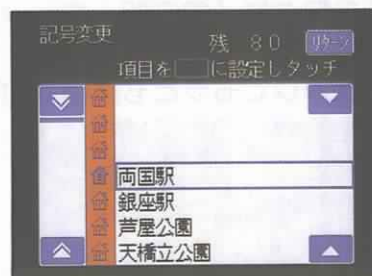 記号変更
残 80 リターン
項目を□に設定しタッチ
両国駅
銀座駅
芦屋公園
天橋立公園